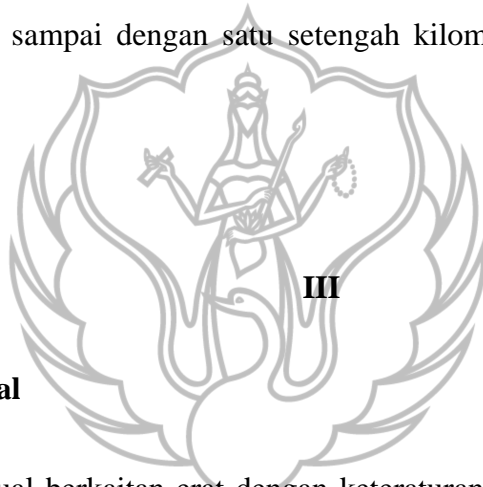 sampai dengan satu setengah kilom
III
al
ual berkaitan erat dengan keteraturan